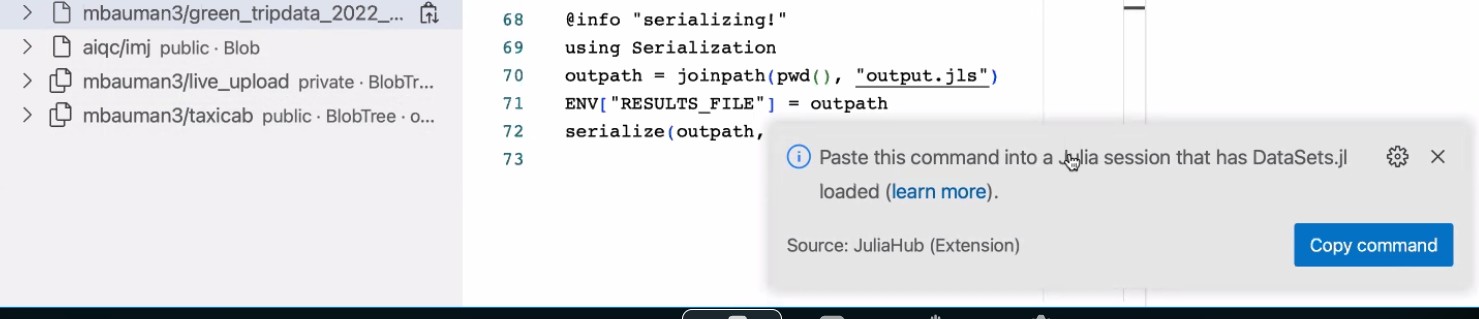 mbauman3/green_tripdata_2022_...
aiqc/imj public · Blob
mbauman3/live_upload private · BlobTr...
mbauman3/taxicab public · BlobTree · o...
68 @info "serializing!"
69 using Serialization
70 outpath = joinpath(pwd(), "output.jls")
71 ENV["RESULTS_FILE"] = outpath
72 serialize(outpath,
73
Paste this command into a Julia session that has DataSets.jl
loaded (learn more).
Source: JuliaHub (Extension)
Copy command